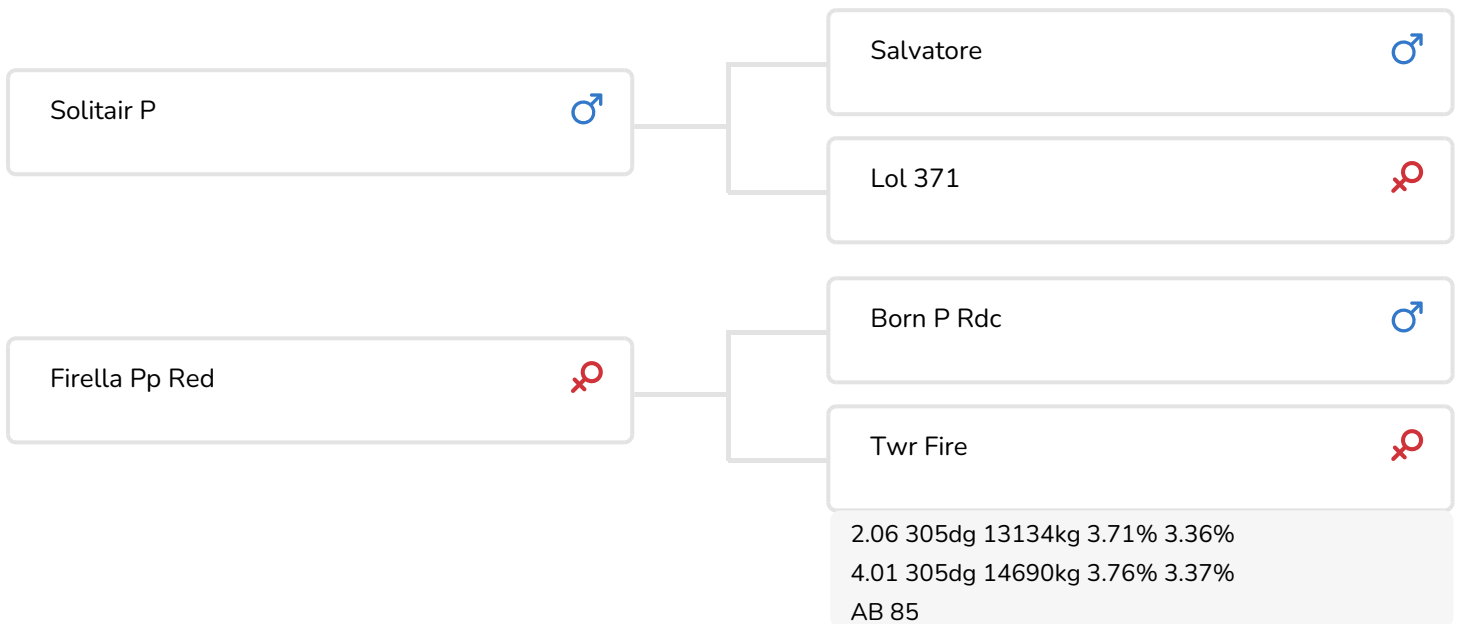 Solitair P
Salvatore
Lol 371
Firella Pp Red
Born P Rdc
Twr Fire
2.06 305dg 13134kg 3.71% 3.36%
4.01 305dg 14690kg 3.76% 3.37%
AB 85